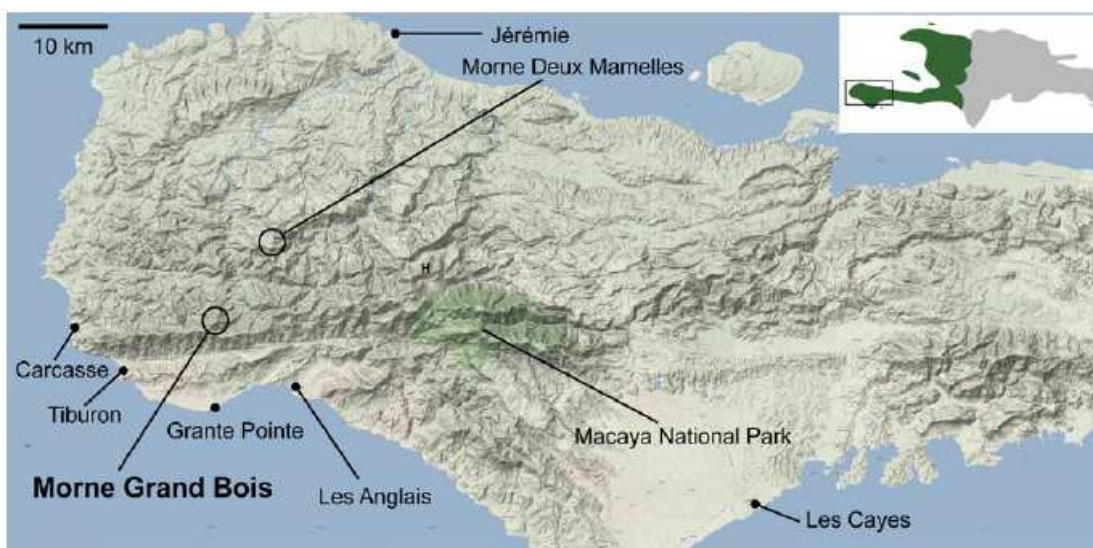 10 km
Jérémie
Morne Deux Mamelles
H
Carcasse
Tiburon
Grante Pointe
Macaya National Park
Morne Grand Bois
Les Anglais
Les Cayes